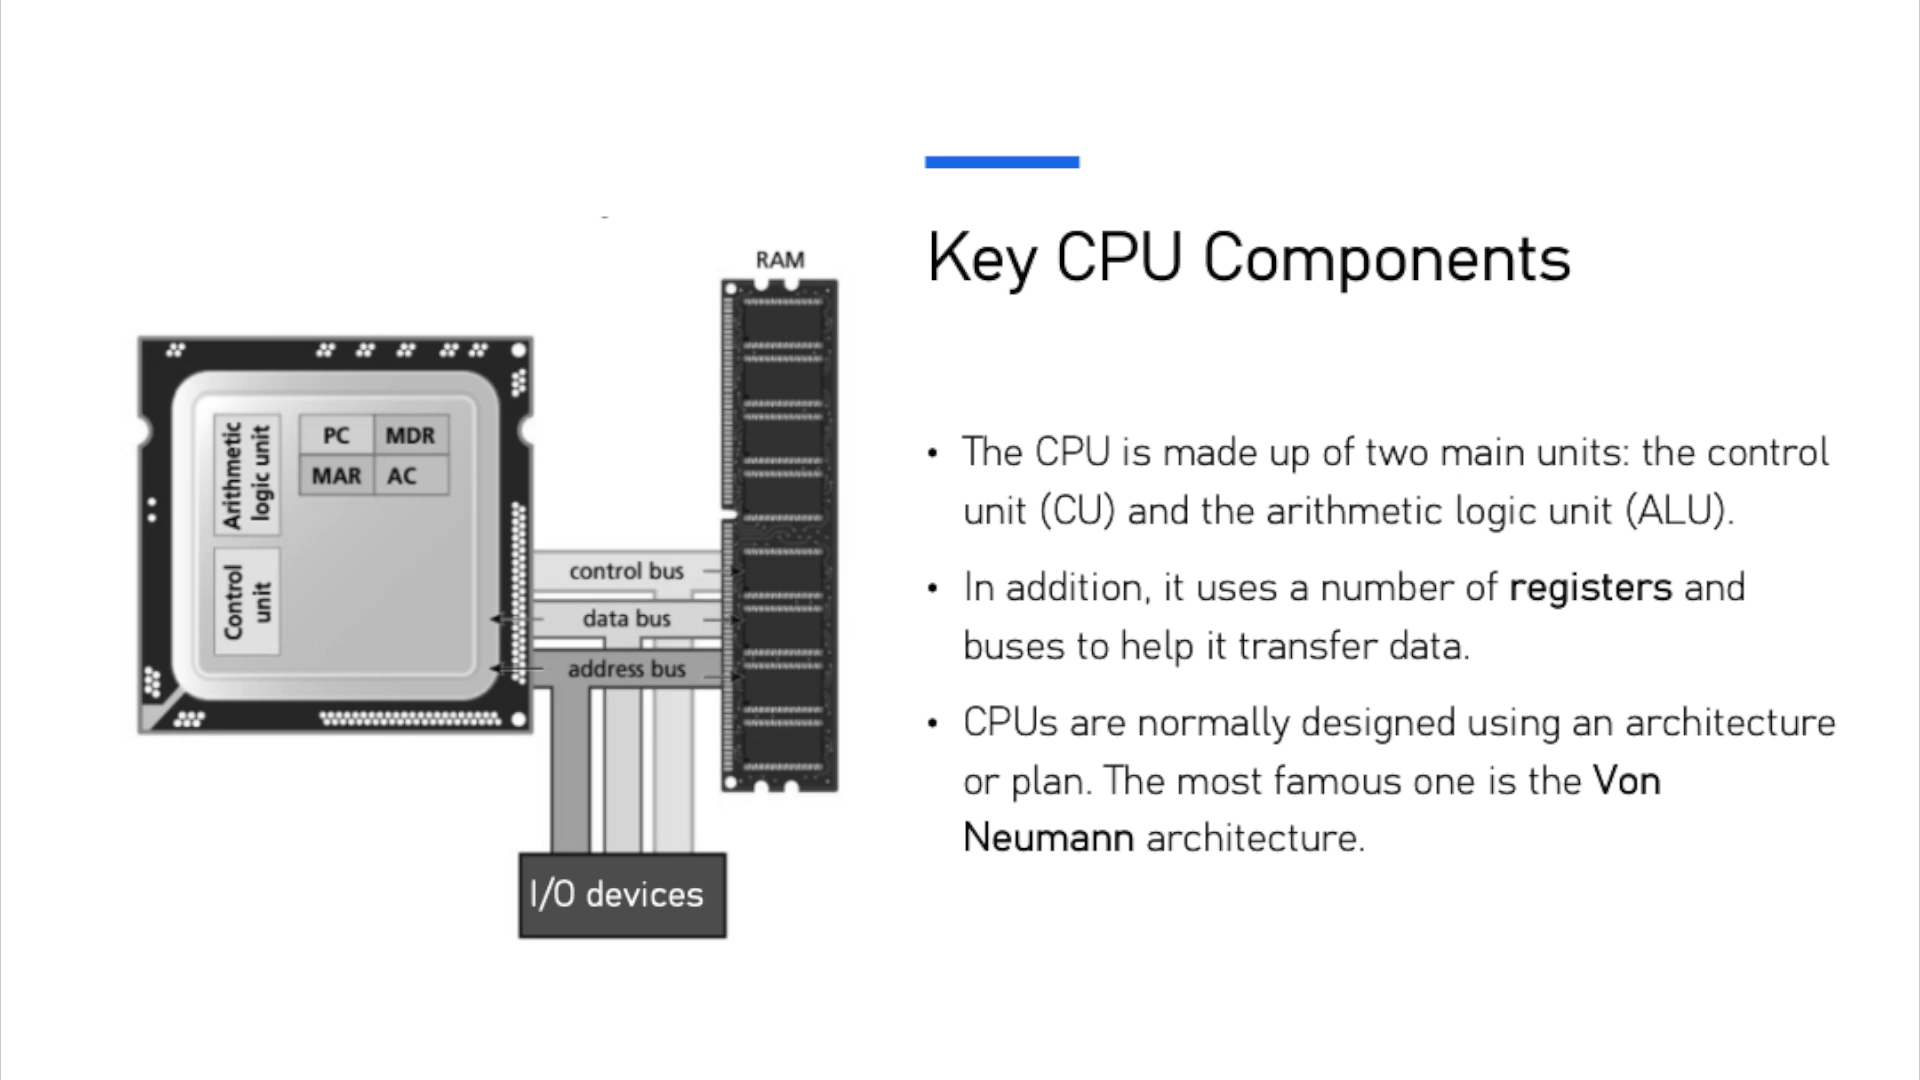 Key CPU Components
RAM
Arithmetic
logic unit
PC MDR
MAR AC
Control
unit
control bus
data bus
address bus
I/O devices
• The CPU is made up of two main units: the control
unit (CU) and the arithmetic logic unit (ALU).
• In addition, it uses a number of registers and
buses to help it transfer data.
• CPUs are normally designed using an architecture
or plan. The most famous one is the Von
Neumann architecture.